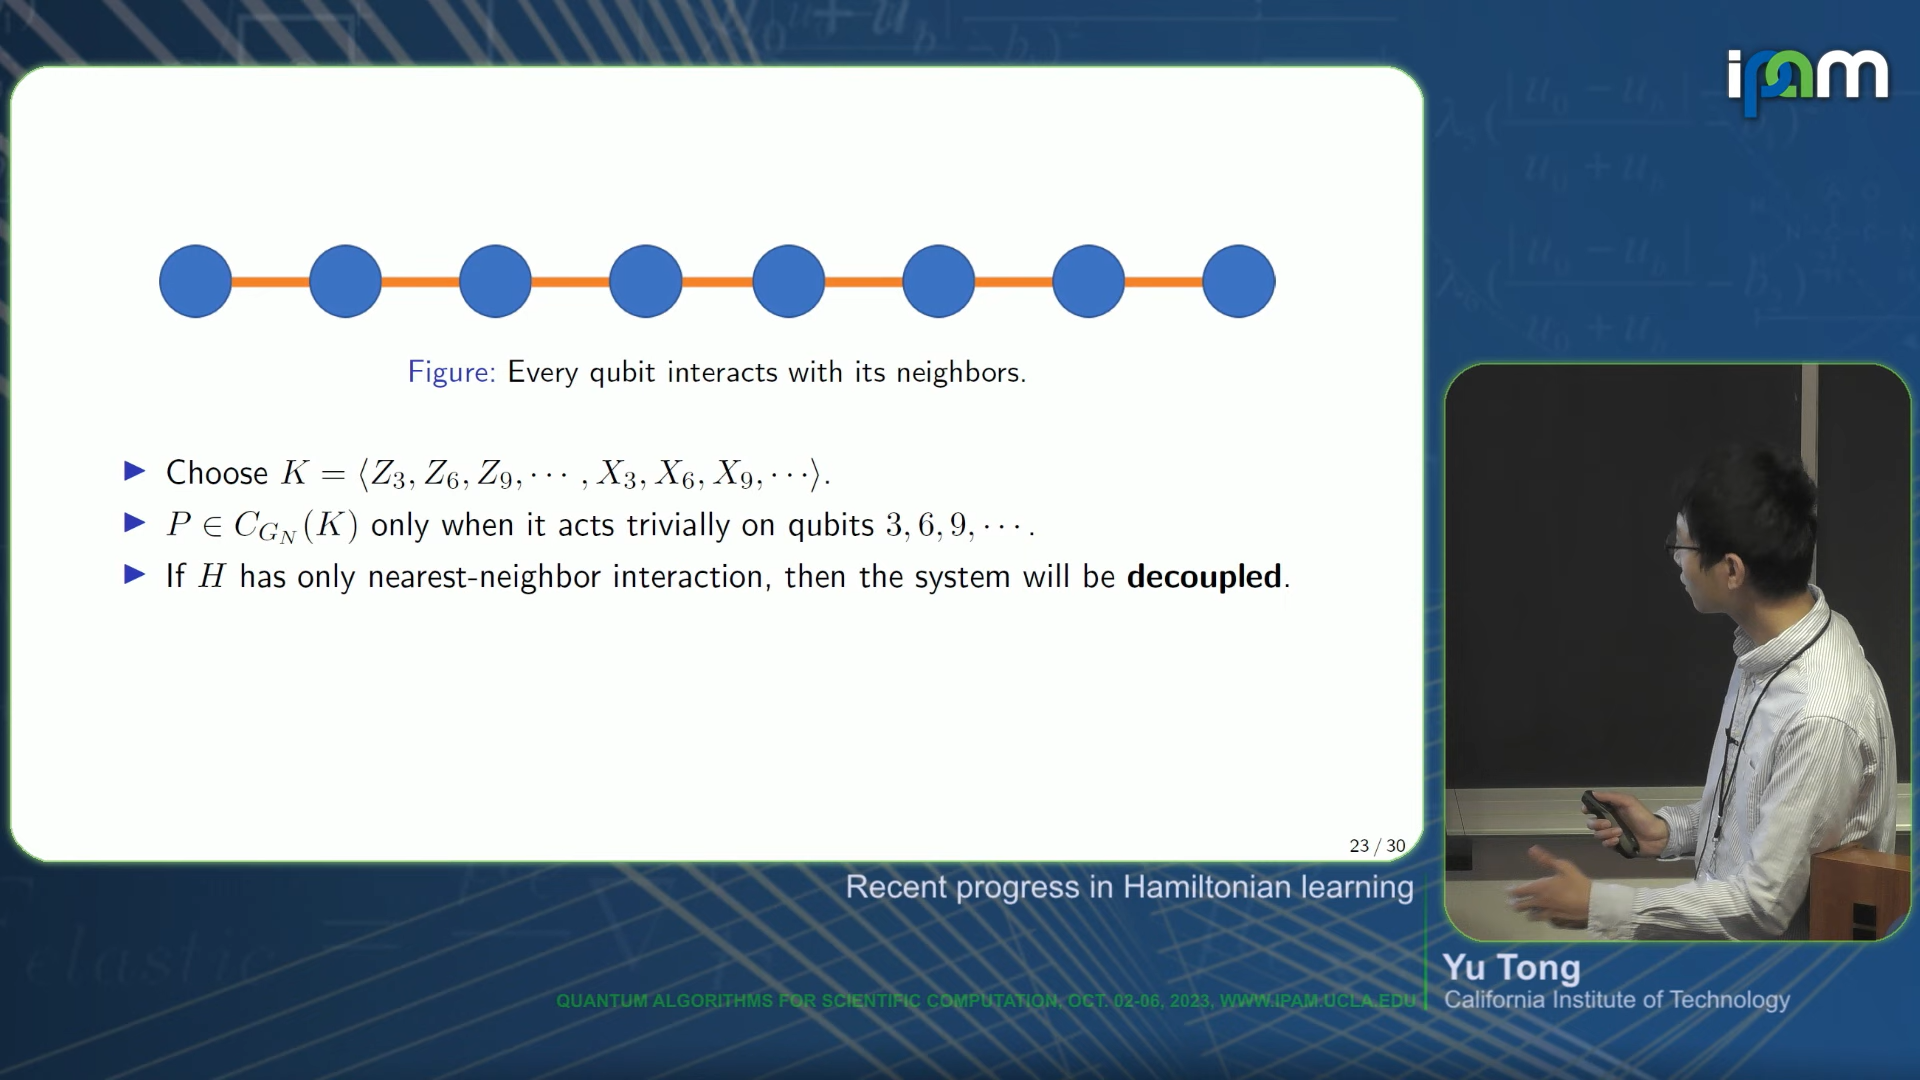 ipam
Figure: Every qubit interacts with its neighbors.
▶ Choose K = ⟨Z₃, Z₆, Z₉, ⋯ , X₃, X₆, X₉, ⋯⟩.
▶ P ∈ C_{G_N}(K) only when it acts trivially on qubits 3, 6, 9, ⋯ .
▶ If H has only nearest-neighbor interaction, then the system will be decoupled.
23 / 30
Recent progress in Hamiltonian learning
Yu Tong
California Institute of Technology
QUANTUM ALGORITHMS FOR SCIENTIFIC COMPUTATION, OCT. 02-06, 2023, WWW.IPAM.UCLA.EDU